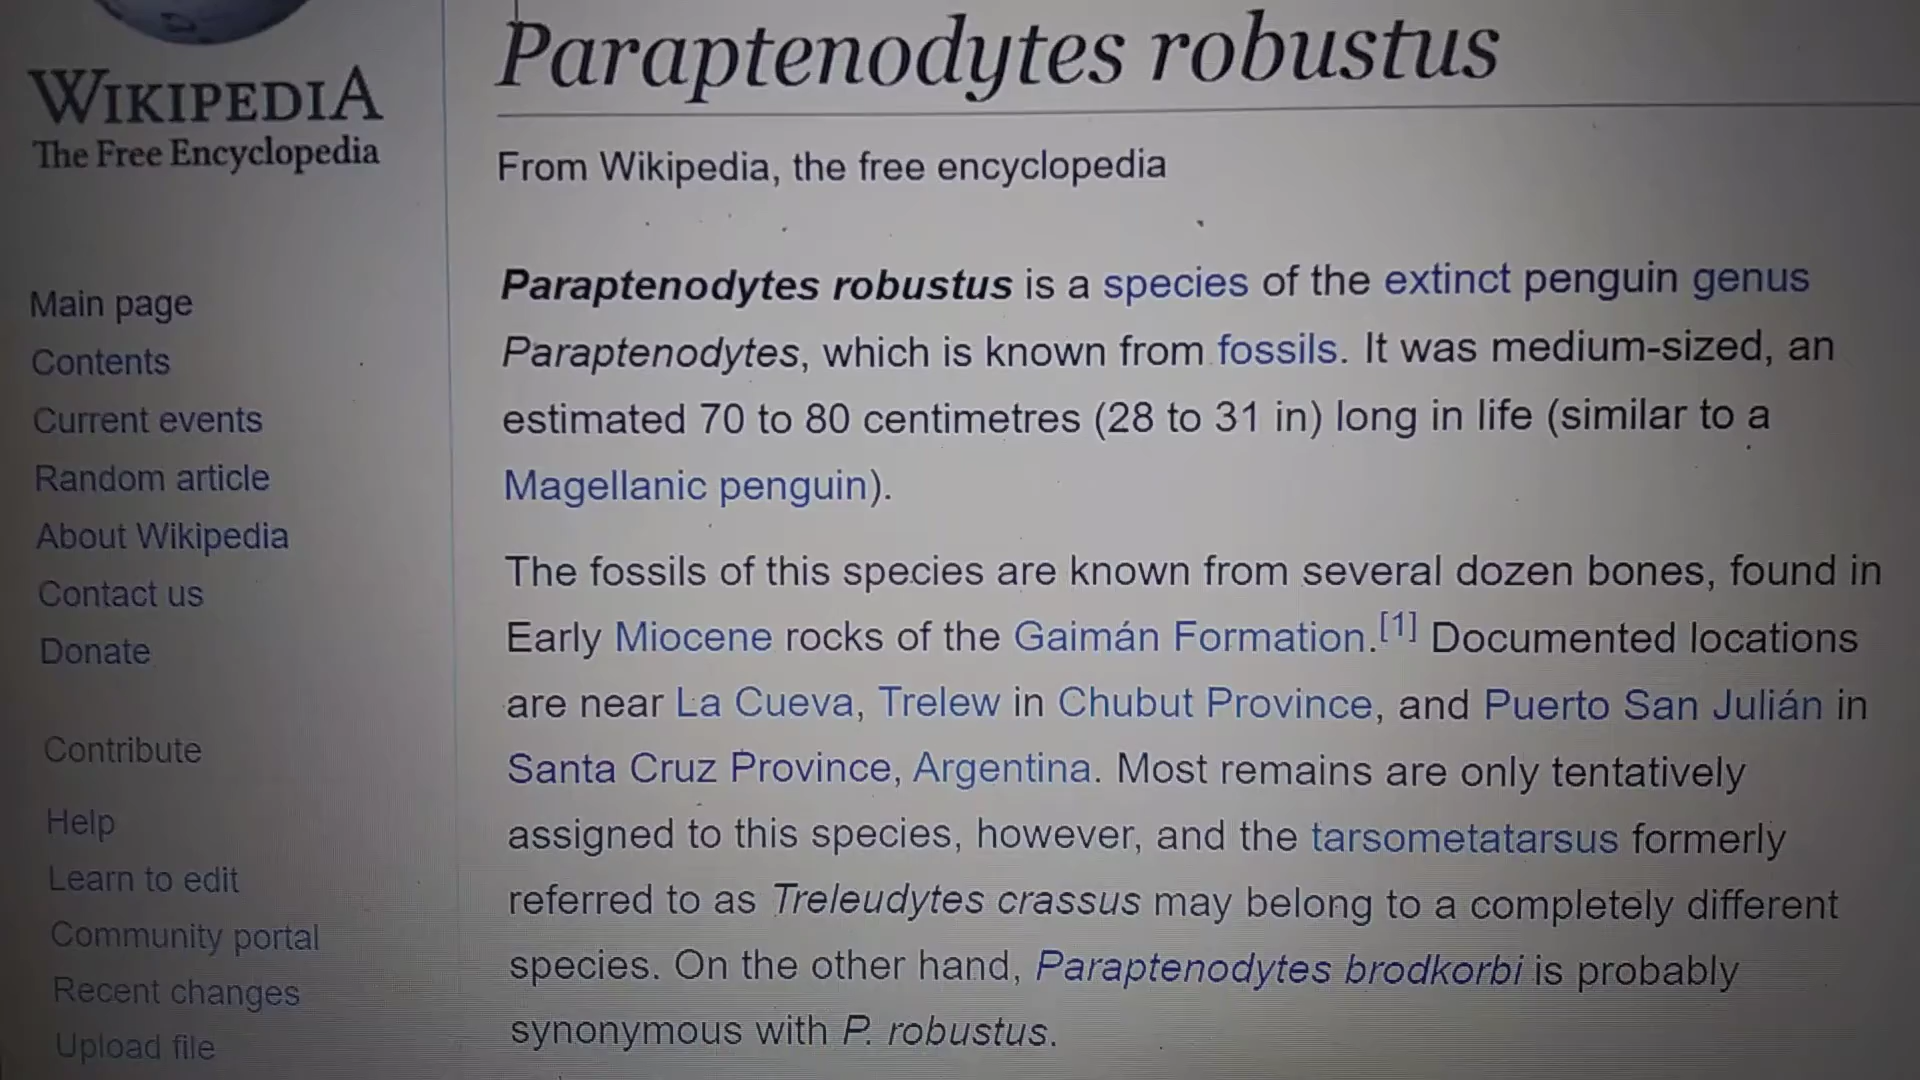 WIKIPEDIA
The Free Encyclopedia
Main page
Contents
Current events
Random article
About Wikipedia
Contact us
Donate
Contribute
Help
Learn to edit
Community portal
Recent changes
Upload file
Paraptenodytes robustus
From Wikipedia, the free encyclopedia
Paraptenodytes robustus is a species of the extinct penguin genus
Paraptenodytes, which is known from fossils. It was medium-sized, an
estimated 70 to 80 centimetres (28 to 31 in) long in life (similar to a
Magellanic penguin).
The fossils of this species are known from several dozen bones, found in
Early Miocene rocks of the Gaimán Formation.[1] Documented locations
are near La Cueva, Trelew in Chubut Province, and Puerto San Julián in
Santa Cruz Province, Argentina. Most remains are only tentatively
assigned to this species, however, and the tarsometatarsus formerly
referred to as Treleudytes crassus may belong to a completely different
species. On the other hand, Paraptenodytes brodkorbi is probably
synonymous with P. robustus.